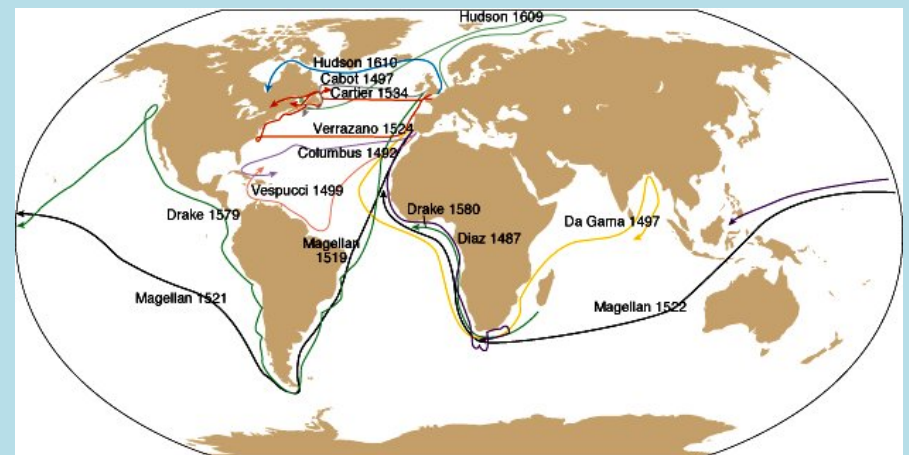 Hudson 1609
Hudson 1610
Cabot 1497
Cartier 1534
Verrazano 1524
Columbus 1492
Vespucci 1499
Drake 1580
Drake 1579
Da Gama 1497
Diaz 1487
Magellan
1519
Magellan 1521
Magellan 1522